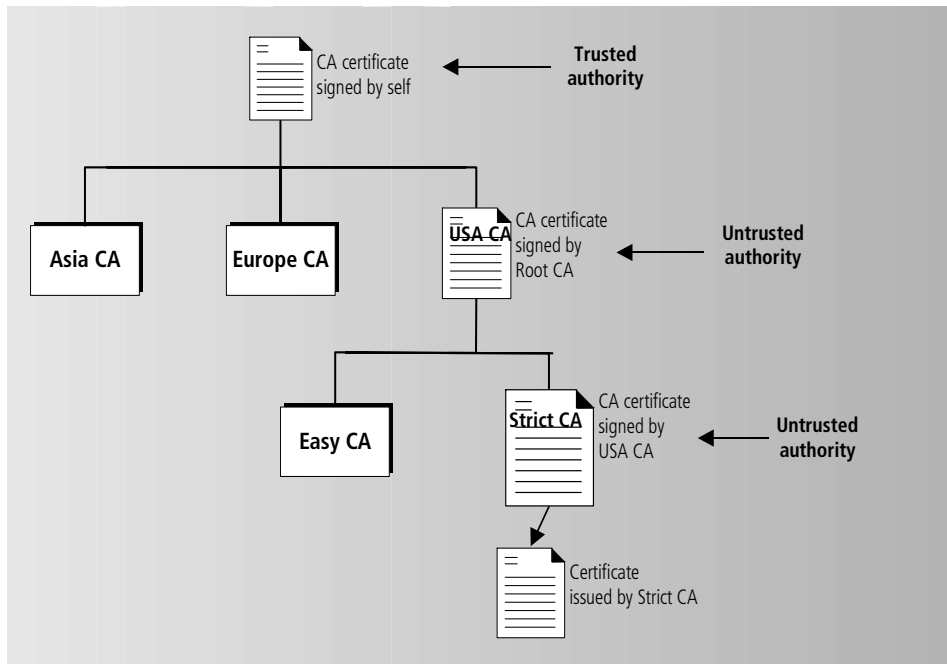 CA certificate
signed by self
Trusted
authority
Asia CA
Europe CA
USA CA
CA certificate
signed by
Root CA
Untrusted
authority
Easy CA
Strict CA
CA certificate
signed by
USA CA
Untrusted
authority
Certificate
issued by Strict CA